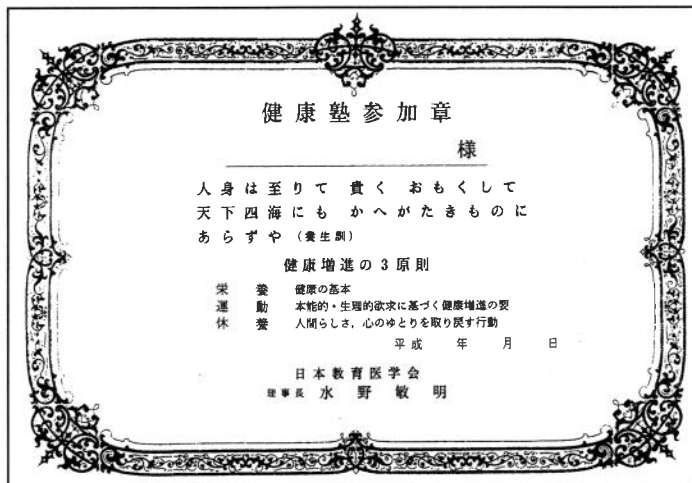 健康塾参加章
様
人身は至りて 貴く おもくして
天下四海にも かへがたきものに
あらずや (養生訓)
健康増進の3原則
栄 養 健康の基本
運 動 本能的・生理的欲求に基づく健康増進の要
休 養 人間らしさ,心のゆとりを取り戻す行動
平成 年 月 日
日本教育医学会
理事長 水野敏明